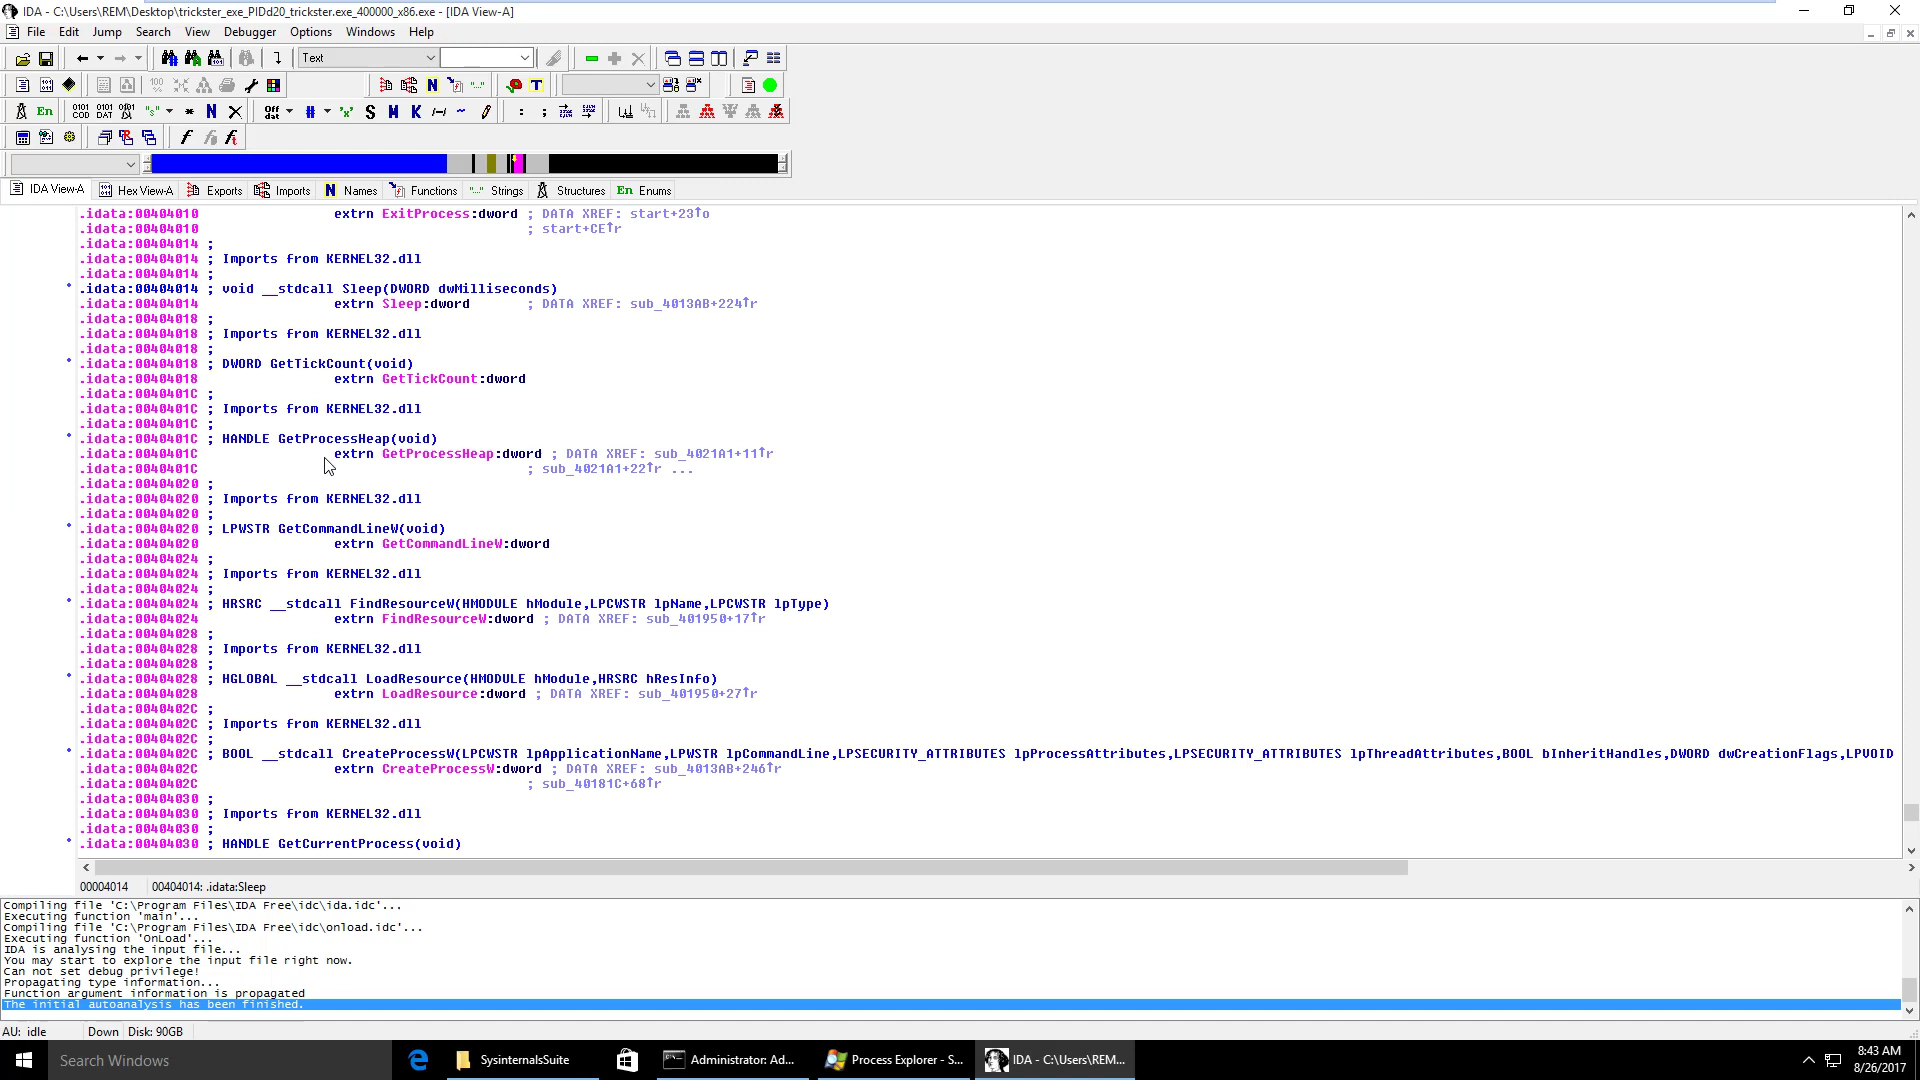 IDA - C:\Users\REM\Desktop\trickster_exe_PIDd20_trickster.exe_400000_x86.exe - [IDA View-A]
File Edit Jump Search View Debugger Options Windows Help
Text
IDA View-A Hex View-A Exports Imports N Names Functions Strings Structures En Enums
.idata:00404010 extrn ExitProcess:dword ; DATA XREF: start+23↑o
.idata:00404010 ; start+CE↑r
.idata:00404014 ;
.idata:00404014 ; Imports from KERNEL32.dll
.idata:00404014 ;
.idata:00404014 ; void __stdcall Sleep(DWORD dwMilliseconds)
.idata:00404014 extrn Sleep:dword ; DATA XREF: sub_4013AB+224↑r
.idata:00404018 ;
.idata:00404018 ; Imports from KERNEL32.dll
.idata:00404018 ;
.idata:00404018 ; DWORD GetTickCount(void)
.idata:00404018 extrn GetTickCount:dword
.idata:0040401C ;
.idata:0040401C ; Imports from KERNEL32.dll
.idata:0040401C ;
.idata:0040401C ; HANDLE GetProcessHeap(void)
.idata:0040401C extrn GetProcessHeap:dword ; DATA XREF: sub_4021A1+11↑r
.idata:0040401C ; sub_4021A1+22↑r ...
.idata:00404020 ;
.idata:00404020 ; Imports from KERNEL32.dll
.idata:00404020 ;
.idata:00404020 ; LPWSTR GetCommandLineW(void)
.idata:00404020 extrn GetCommandLineW:dword
.idata:00404024 ;
.idata:00404024 ; Imports from KERNEL32.dll
.idata:00404024 ;
.idata:00404024 ; HRSRC __stdcall FindResourceW(HMODULE hModule,LPCWSTR lpName,LPCWSTR lpType)
.idata:00404024 extrn FindResourceW:dword ; DATA XREF: sub_401950+17↑r
.idata:00404028 ;
.idata:00404028 ; Imports from KERNEL32.dll
.idata:00404028 ;
.idata:00404028 ; HGLOBAL __stdcall LoadResource(HMODULE hModule,HRSRC hResInfo)
.idata:00404028 extrn LoadResource:dword ; DATA XREF: sub_401950+27↑r
.idata:0040402C ;
.idata:0040402C ; Imports from KERNEL32.dll
.idata:0040402C ;
.idata:0040402C ; BOOL __stdcall CreateProcessW(LPCWSTR lpApplicationName,LPWSTR lpCommandLine,LPSECURITY_ATTRIBUTES lpProcessAttributes,LPSECURITY_ATTRIBUTES lpThreadAttributes,BOOL bInheritHandles,DWORD dwCreationFlags,LPVOID
.idata:0040402C extrn CreateProcessW:dword ; DATA XREF: sub_4013AB+246↑r
.idata:0040402C ; sub_40181C+68↑r
.idata:00404030 ;
.idata:00404030 ; Imports from KERNEL32.dll
.idata:00404030 ;
.idata:00404030 ; HANDLE GetCurrentProcess(void)
00004014 00404014: .idata:Sleep
Compiling file 'C:\Program Files\IDA Free\idc\ida.idc'...
Executing function 'main'...
Compiling file 'C:\Program Files\IDA Free\idc\onload.idc'...
Executing function 'OnLoad'...
IDA is analysing the input file...
You may start to explore the input file right now.
Can not set debug privilege!
Propagating type information...
Function argument information is propagated
The initial autoanalysis has been finished.
AU: idle Down Disk: 90GB
Search Windows SysinternalsSuite Administrator: Ad... Process Explorer - S... IDA - C:\Users\REM... 8:43 AM
8/26/2017